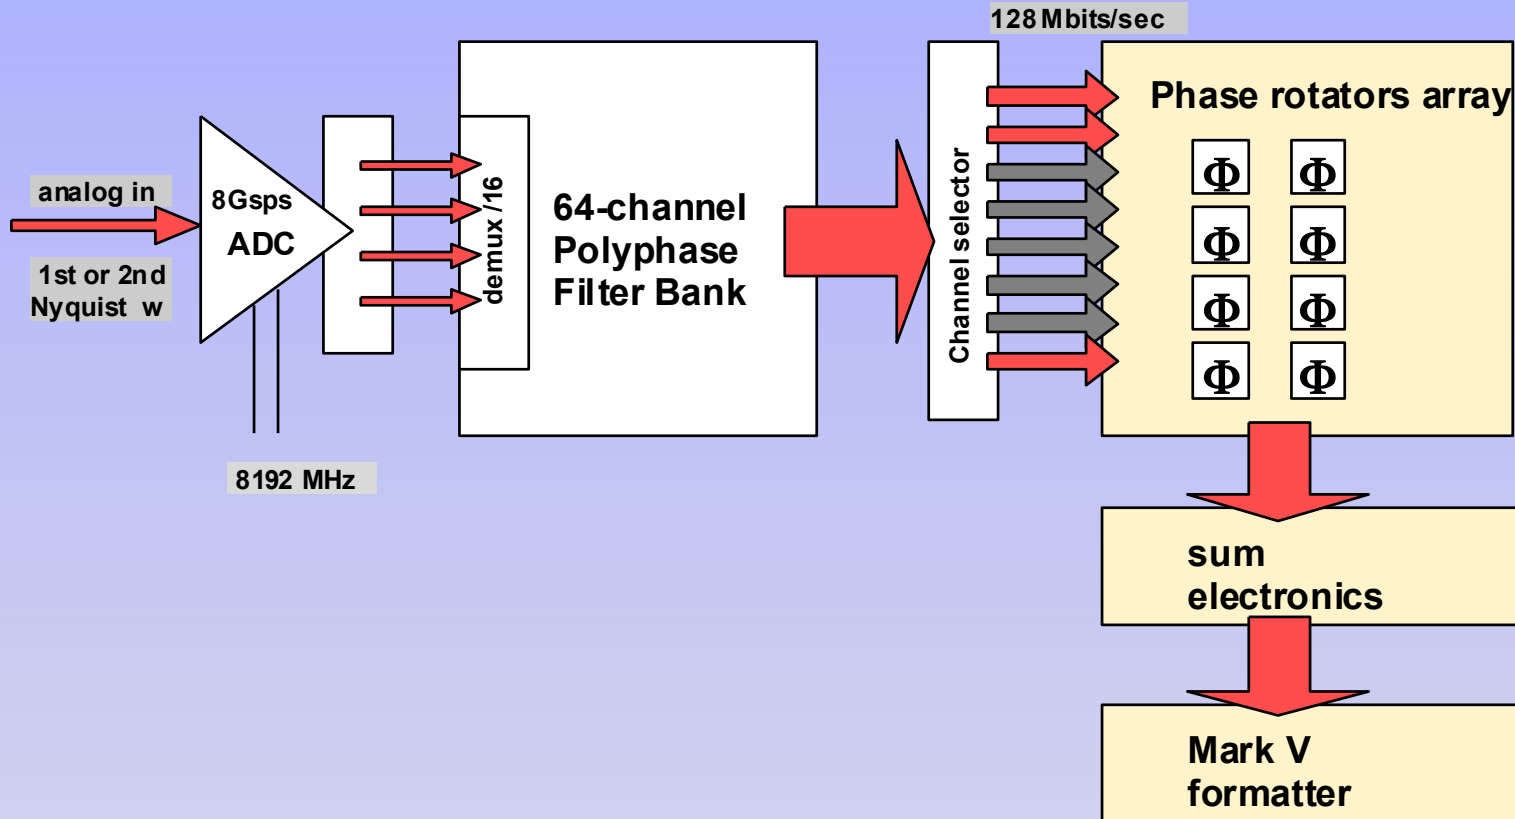 128 Mbits/sec
analog in
1st or 2nd
Nyquist w
8Gsps
ADC
8192 MHz
demux /16
64-channel
Polyphase
Filter Bank
Channel selector
Phase rotators array
Φ Φ
Φ Φ
Φ Φ
Φ Φ
sum
electronics
Mark V
formatter